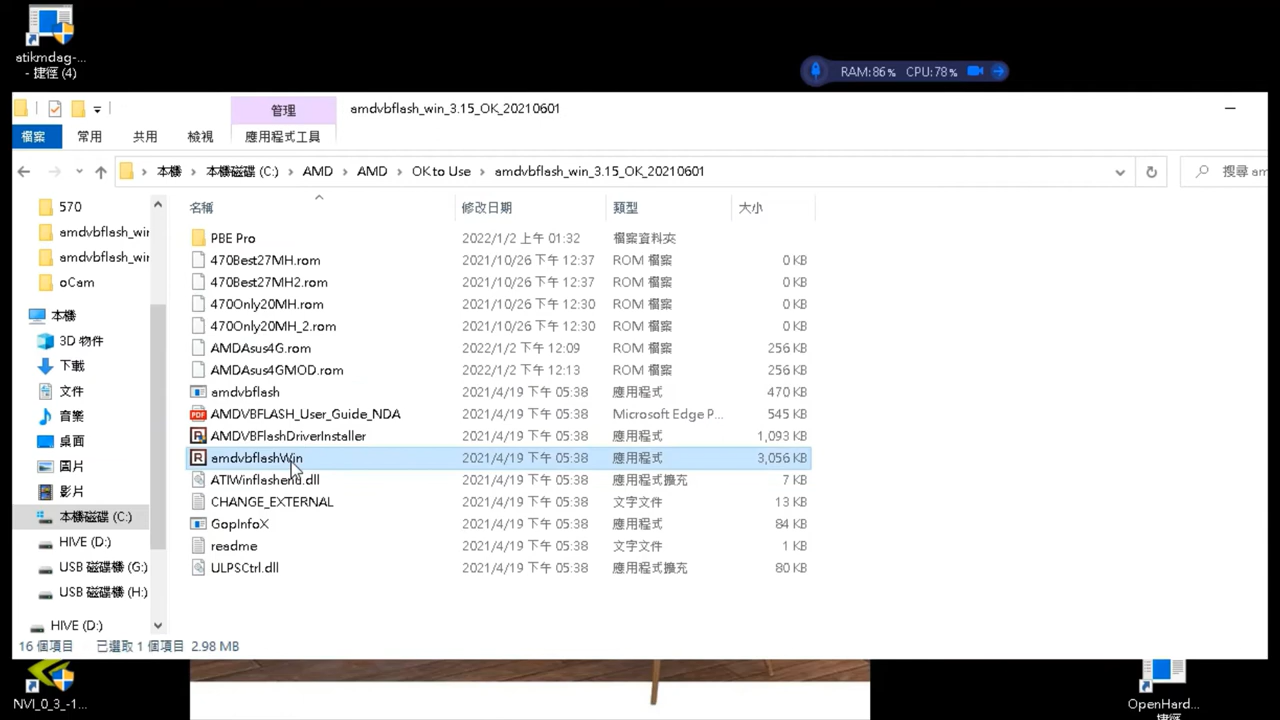 atikmdag-...
- 捷徑 (4)
RAM:86% CPU:78%
管理
amdvbflash_win_3.15_OK_20210601
檔案 常用 共用 檢視 應用程式工具
本機 本機磁碟 (C:) AMD AMD OK to Use amdvbflash_win_3.15_OK_20210601
搜尋 am
名稱 修改日期 類型 大小
570
amdvbflash_win
amdvbflash_win
oCam
本機
3D 物件
下載
文件
音樂
桌面
圖片
影片
本機磁碟 (C:)
HIVE (D:)
USB 磁碟機 (G:)
USB 磁碟機 (H:)
HIVE (D:)
PBE Pro 2022/1/2 上午 01:32 檔案資料夾
470Best27MH.rom 2021/10/26 下午 12:37 ROM 檔案 0 KB
470Best27MH2.rom 2021/10/26 下午 12:37 ROM 檔案 0 KB
470Only20MH.rom 2021/10/26 下午 12:30 ROM 檔案 0 KB
470Only20MH_2.rom 2021/10/26 下午 12:30 ROM 檔案 0 KB
AMDAsus4G.rom 2022/1/2 下午 12:09 ROM 檔案 256 KB
AMDAsus4GMOD.rom 2022/1/2 下午 12:13 ROM 檔案 256 KB
amdvbflash 2021/4/19 下午 05:38 應用程式 470 KB
AMDVBFLASH_User_Guide_NDA 2021/4/19 下午 05:38 Microsoft Edge P... 545 KB
AMDVBFlashDriverInstaller 2021/4/19 下午 05:38 應用程式 1,093 KB
amdvbflashWin 2021/4/19 下午 05:38 應用程式 3,056 KB
ATIWinflashenu.dll 2021/4/19 下午 05:38 應用程式擴充 7 KB
CHANGE_EXTERNAL 2021/4/19 下午 05:38 文字文件 13 KB
GopInfoX 2021/4/19 下午 05:38 應用程式 84 KB
readme 2021/4/19 下午 05:38 文字文件 1 KB
ULPSCtrl.dll 2021/4/19 下午 05:38 應用程式擴充 80 KB
16 個項目 已選取 1 個項目 2.98 MB
NVI_0_3_-1...
OpenHard...
捷徑